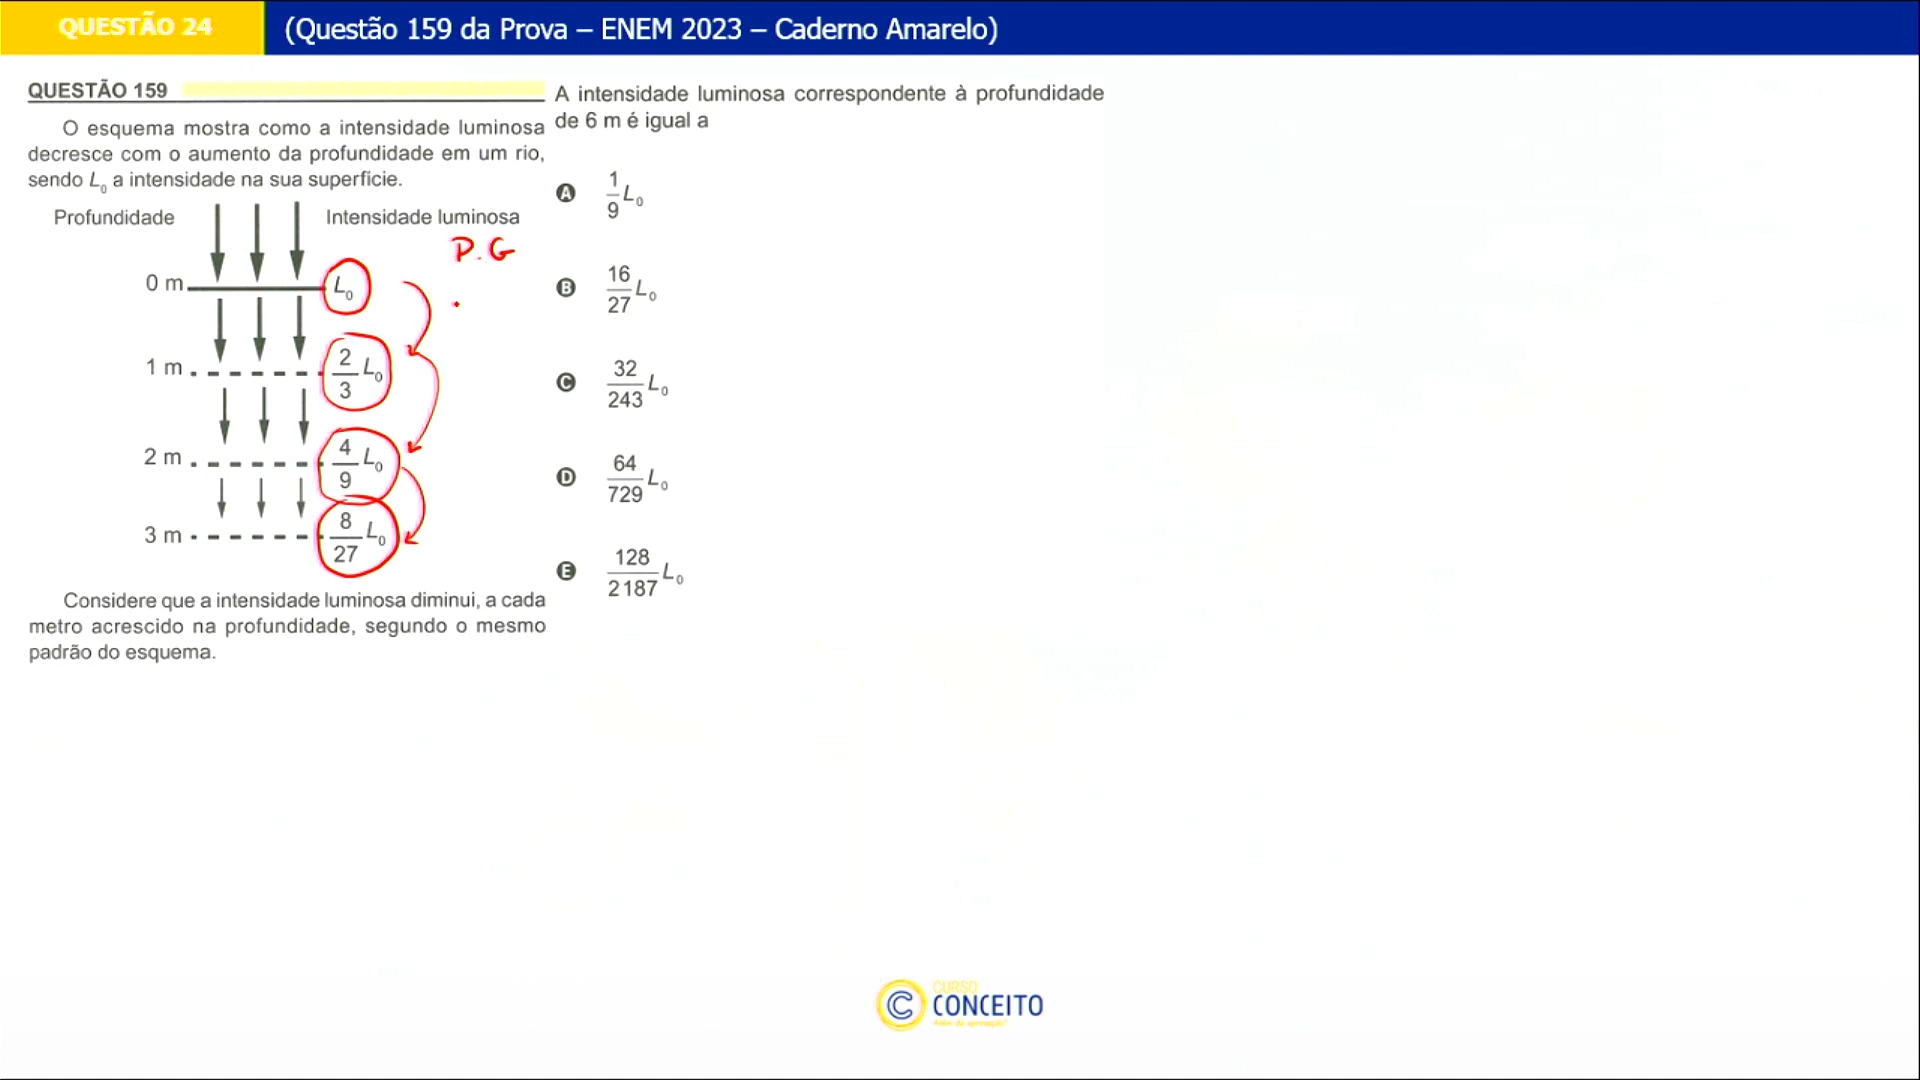 QUESTÃO 24
(Questão 159 da Prova – ENEM 2023 – Caderno Amarelo)
QUESTÃO 159
O esquema mostra como a intensidade luminosa
decresce com o aumento da profundidade em um rio,
sendo L₀ a intensidade na sua superfície.
Profundidade
Intensidade luminosa
P.G
0 m
L₀
1 m
2/3 L₀
2 m
4/9 L₀
3 m
8/27 L₀
Considere que a intensidade luminosa diminui, a cada
metro acrescido na profundidade, segundo o mesmo
padrão do esquema.
A intensidade luminosa correspondente à profundidade
de 6 m é igual a
A 1/9 L₀
B 16/27 L₀
C 32/243 L₀
D 64/729 L₀
E 128/2 187 L₀
CURSO
CONCEITO